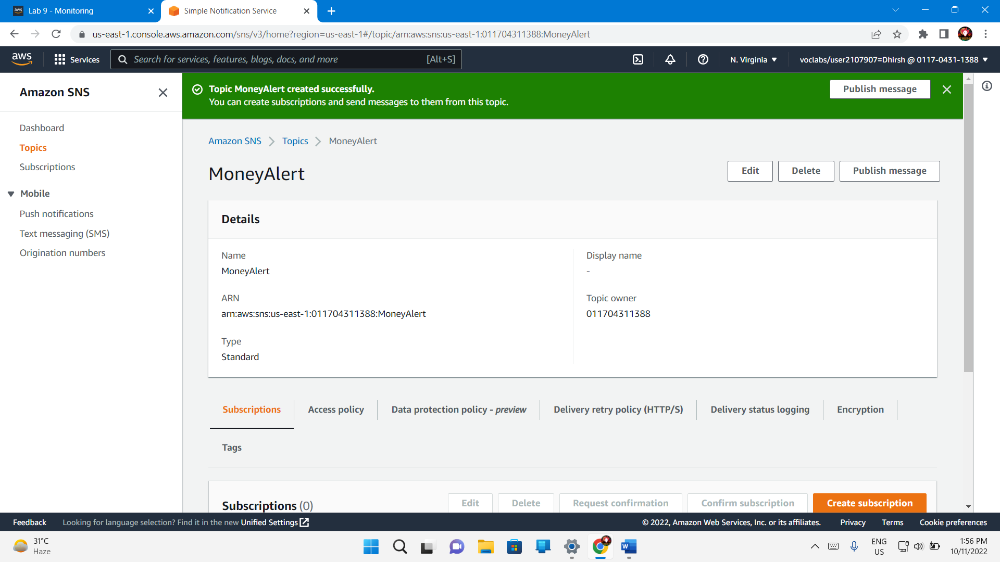 Lab 9 - Monitoring
Simple Notification Service
us-east-1.console.aws.amazon.com/sns/v3/home?region=us-east-1#/topic/arn:aws:sns:us-east-1:011704311388:MoneyAlert
aws
Services
Search for services, features, blogs, docs, and more
[Alt+S]
N. Virginia
voclabs/user2107907=Dhirsh @ 0117-0431-1388
Amazon SNS
Dashboard
Topics
Subscriptions
Mobile
Push notifications
Text messaging (SMS)
Origination numbers
Topic MoneyAlert created successfully.
You can create subscriptions and send messages to them from this topic.
Publish message
Amazon SNS
Topics
MoneyAlert
MoneyAlert
Edit
Delete
Publish message
Details
Name
MoneyAlert
ARN
arn:aws:sns:us-east-1:011704311388:MoneyAlert
Type
Standard
Display name
-
Topic owner
011704311388
Subscriptions
Access policy
Data protection policy - preview
Delivery retry policy (HTTP/S)
Delivery status logging
Encryption
Tags
Subscriptions (0)
Edit
Delete
Request confirmation
Confirm subscription
Create subscription
Feedback
Looking for language selection? Find it in the new Unified Settings
© 2022, Amazon Web Services, Inc. or its affiliates.
Privacy
Terms
Cookie preferences
31°C
Haze
ENG
US
1:56 PM
10/11/2022